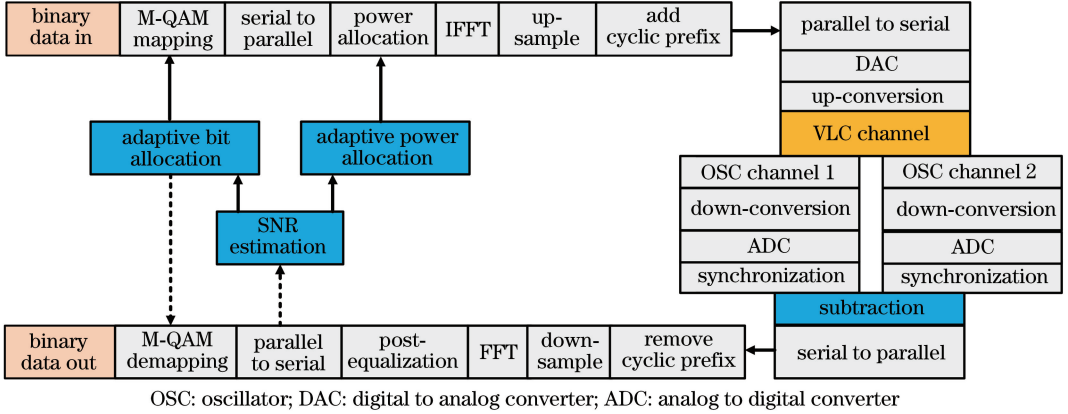 binary
data in
M-QAM
mapping
serial to
parallel
power
allocation
IFFT
up-
sample
add
cyclic prefix
parallel to serial
DAC
up-conversion
VLC channel
adaptive bit
allocation
adaptive power
allocation
SNR
estimation
OSC channel 1
down-conversion
ADC
synchronization
OSC channel 2
down-conversion
ADC
synchronization
subtraction
serial to parallel
binary
data out
M-QAM
demapping
parallel
to serial
post-
equalization
FFT
down-
sample
remove
cyclic prefix
OSC: oscillator; DAC: digital to analog converter; ADC: analog to digital converter